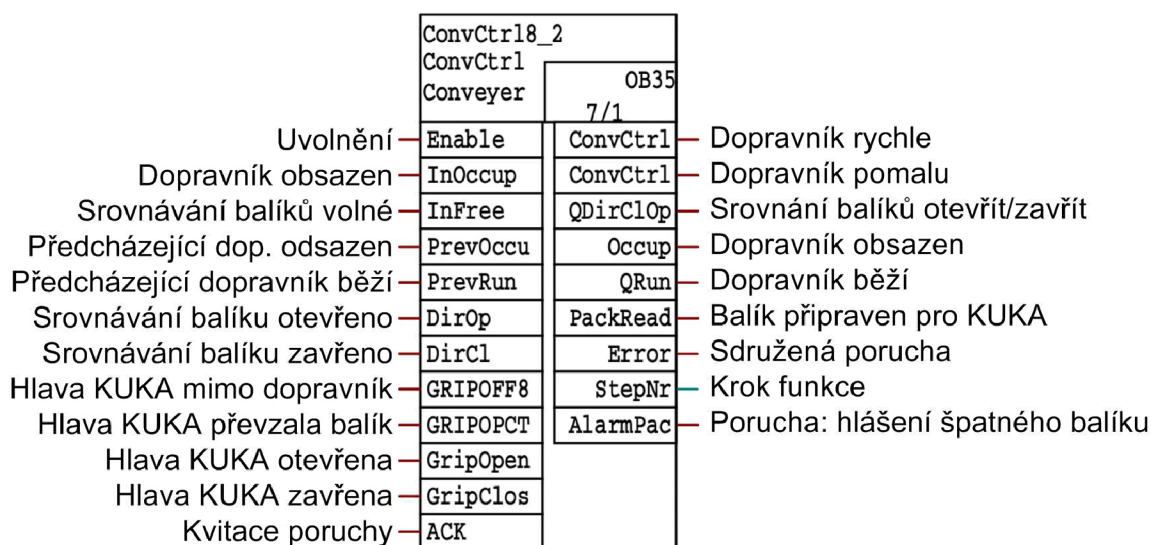 ConvCtrl8_2
ConvCtrl
Conveyer
OB35
7/1
Uvolnění Enable ConvCtrl Dopravník rychle
Dopravník obsazen InOccup ConvCtrl Dopravník pomalu
Srovnávání balíků volné InFree QDirClOp Srovnání balíků otevřít/zavřít
Předcházející dop. odsazen PrevOccu Occup Dopravník obsazen
Předcházející dopravník běží PrevRun QRun Dopravník běží
Srovnávání balíku otevřeno DirOp PackRead Balík připraven pro KUKA
Srovnávání balíku zavřeno DirCl Error Sdružená porucha
Hlava KUKA mimo dopravník GRIPOFF8 StepNr Krok funkce
Hlava KUKA převzala balík GRIPOPCT AlarmPac Porucha: hlášení špatného balíku
Hlava KUKA otevřena GripOpen
Hlava KUKA zavřena GripClos
Kvitace poruchy ACK